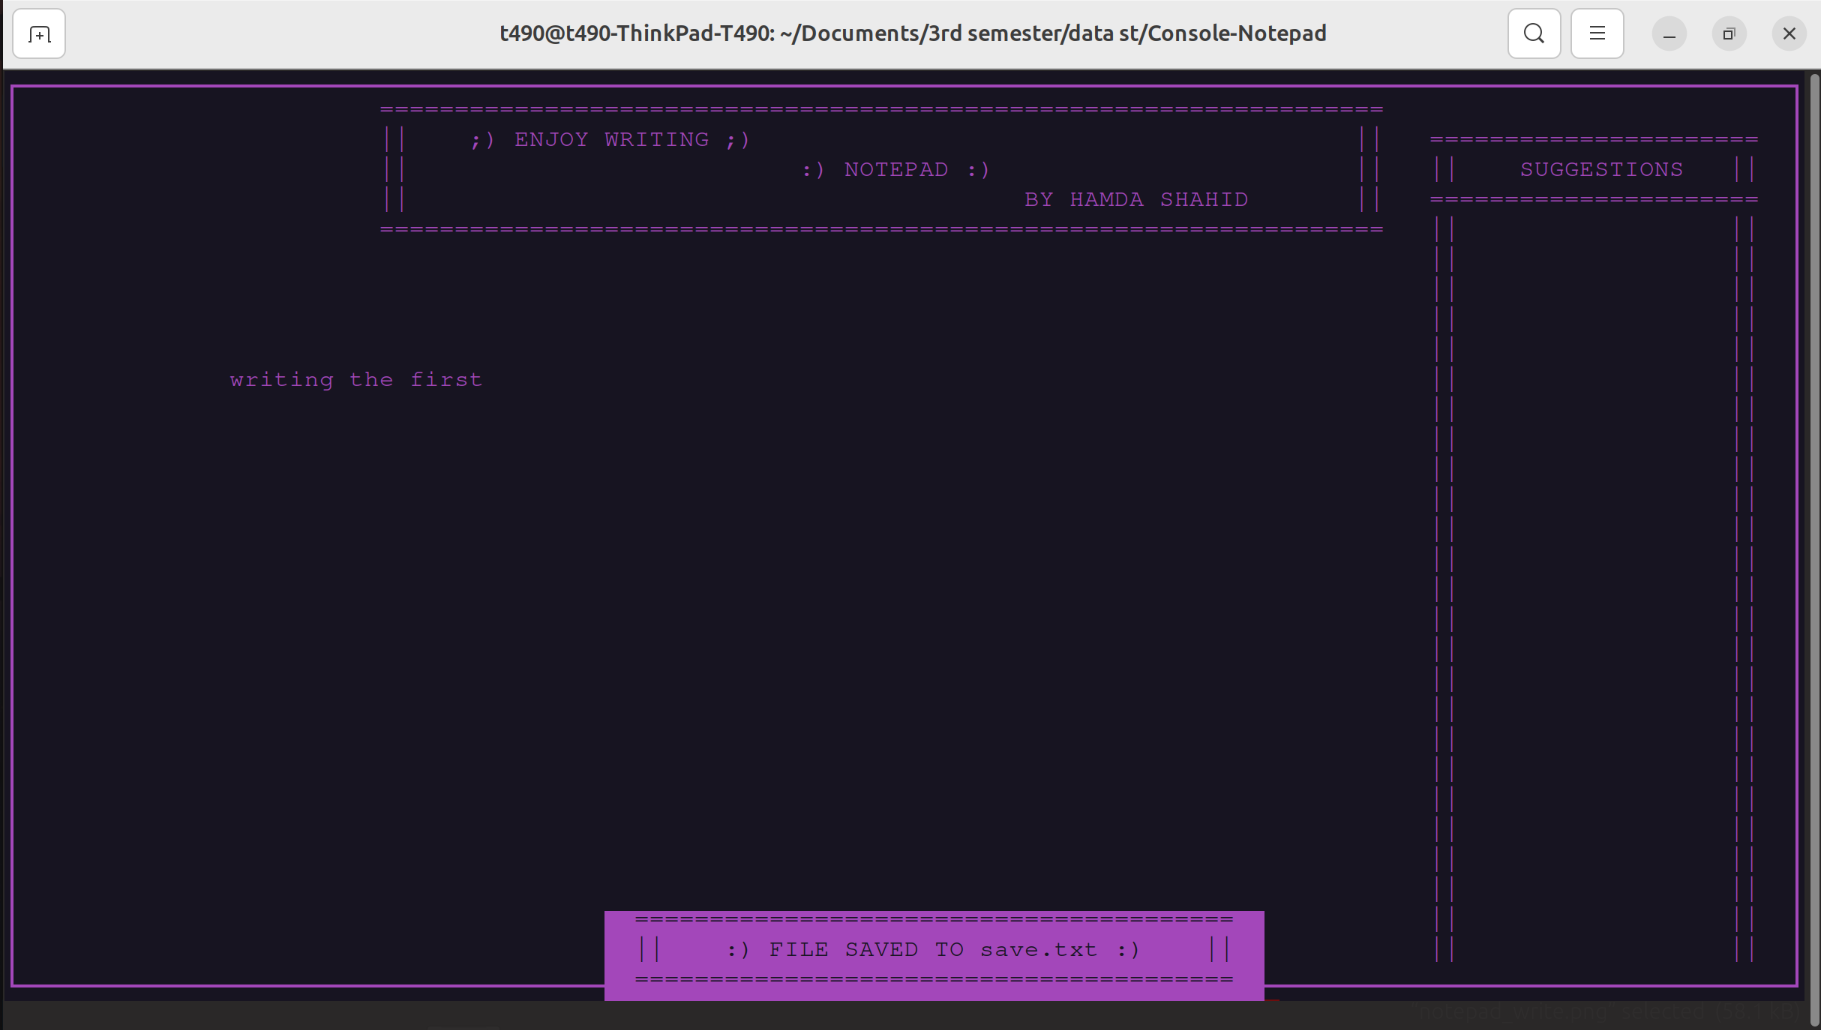 t490@t490-ThinkPad-T490: ~/Documents/3rd semester/data st/Console-Notepad
;) ENJOY WRITING ;)
:) NOTEPAD :)
BY HAMDA SHAHID
SUGGESTIONS
writing the first
:) FILE SAVED TO save.txt :)